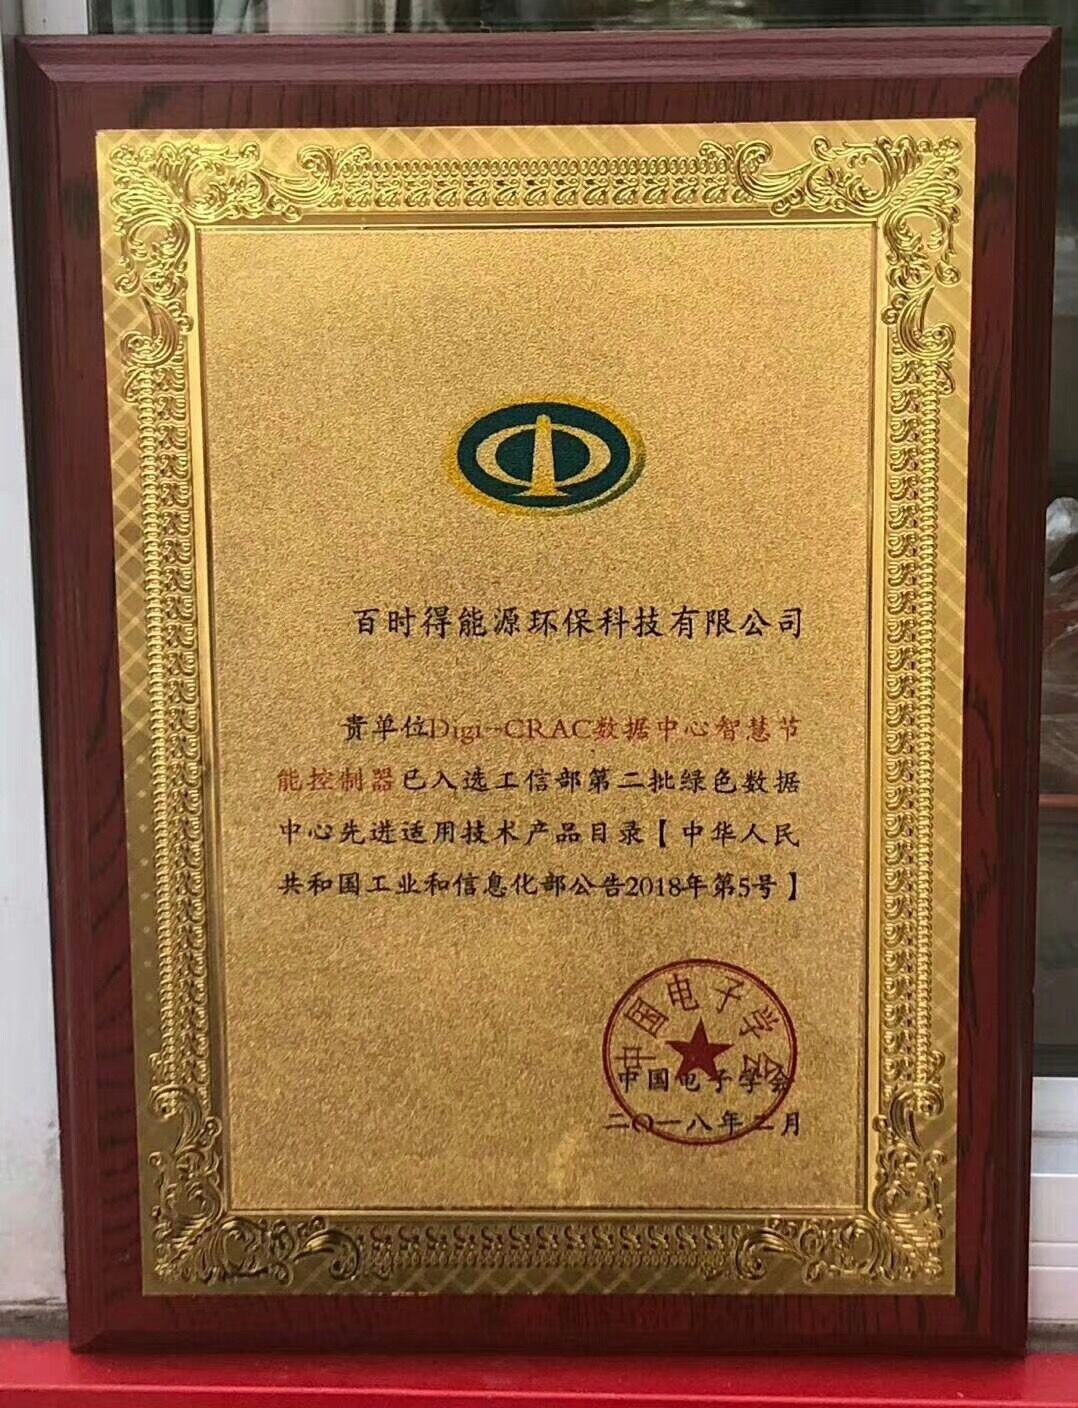 百时得能源环保科技有限公司
贵单位Digi-CRAC数据中心智慧节
能控制器已入选工信部第二批绿色数据
中心先进适用技术产品目录【中华人民
共和国工业和信息化部公告2018年第5号】
中国电子学会
中国电子学会
二〇一八年二月